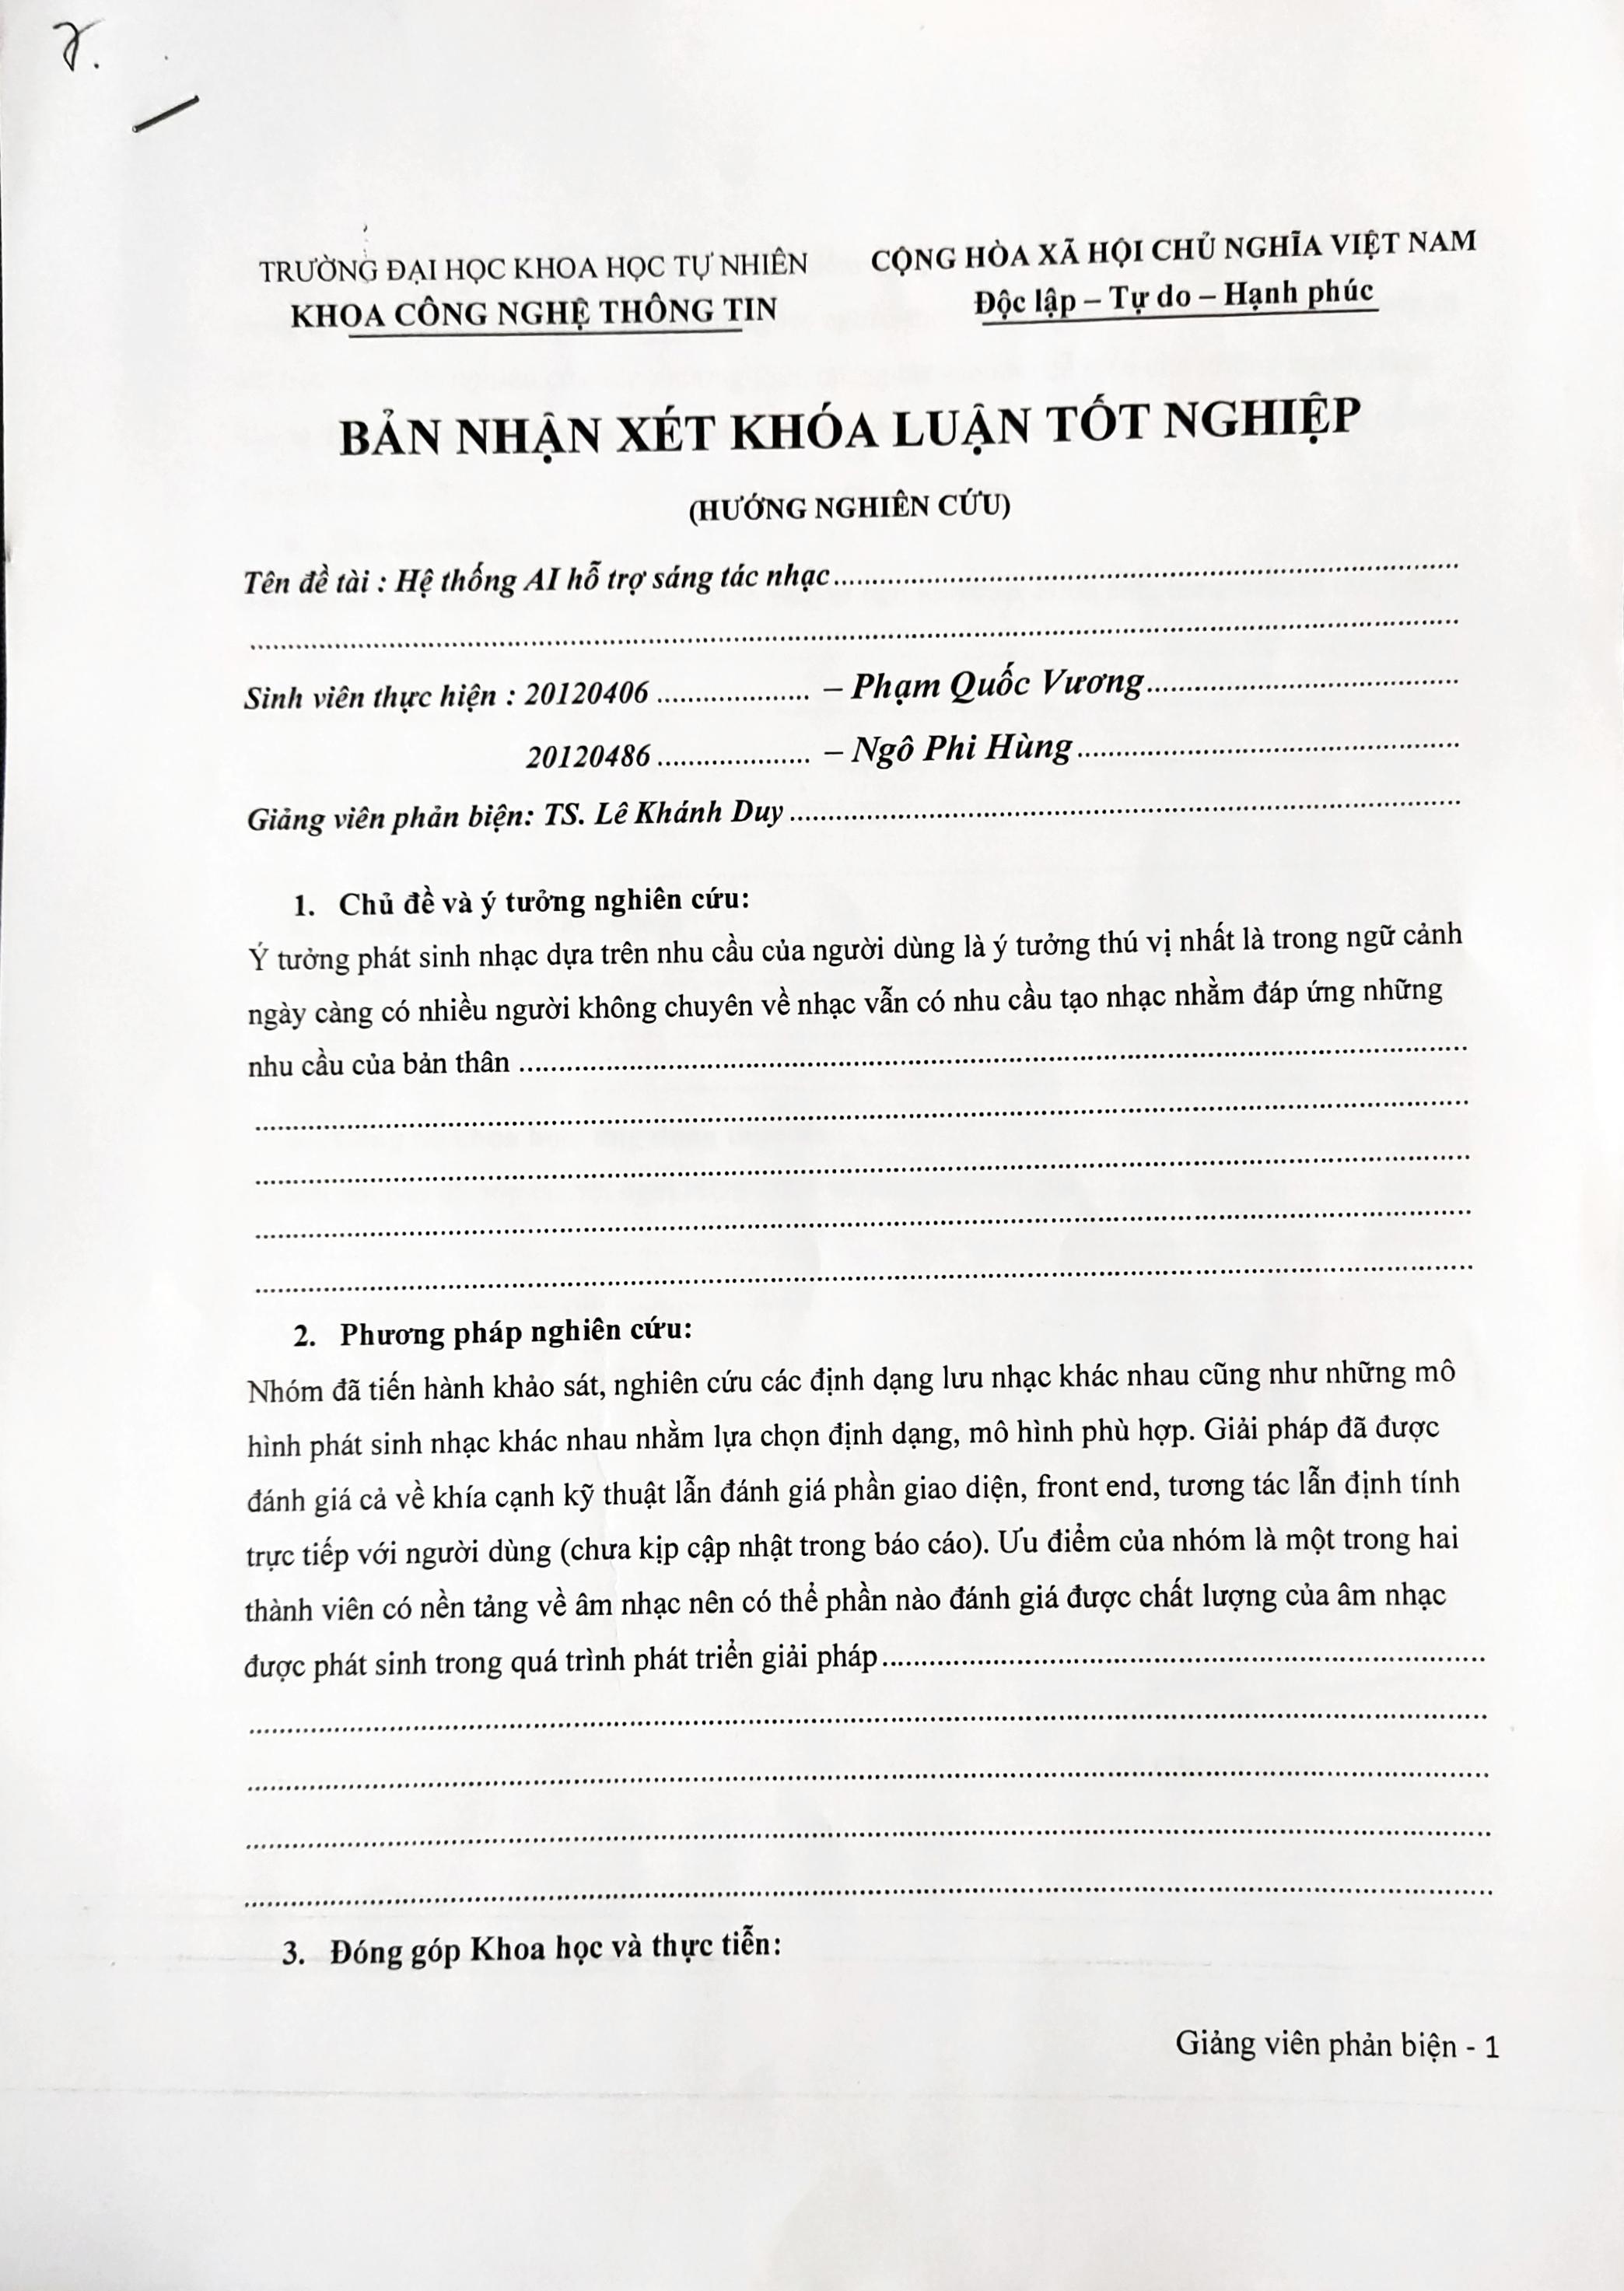 TRƯỜNG ĐẠI HỌC KHOA HỌC TỰ NHIÊN
KHOA CÔNG NGHỆ THÔNG TIN
CỘNG HÒA XÃ HỘI CHỦ NGHĨA VIỆT NAM
Độc lập – Tự do – Hạnh phúc
BẢN NHẬN XÉT KHÓA LUẬN TỐT NGHIỆP
(HƯỚNG NGHIÊN CỨU)
Tên đề tài : Hệ thống AI hỗ trợ sáng tác nhạc
Sinh viên thực hiện : 20120406 – Phạm Quốc Vương
20120486 – Ngô Phi Hùng
Giảng viên phản biện: TS. Lê Khánh Duy
1. Chủ đề và ý tưởng nghiên cứu:
Ý tưởng phát sinh nhạc dựa trên nhu cầu của người dùng là ý tưởng thú vị nhất là trong ngữ cảnh
ngày càng có nhiều người không chuyên về nhạc vẫn có nhu cầu tạo nhạc nhằm đáp ứng những
nhu cầu của bản thân
2. Phương pháp nghiên cứu:
Nhóm đã tiến hành khảo sát, nghiên cứu các định dạng lưu nhạc khác nhau cũng như những mô
hình phát sinh nhạc khác nhau nhằm lựa chọn định dạng, mô hình phù hợp. Giải pháp đã được
đánh giá cả về khía cạnh kỹ thuật lẫn đánh giá phần giao diện, front end, tương tác lẫn định tính
trực tiếp với người dùng (chưa kịp cập nhật trong báo cáo). Ưu điểm của nhóm là một trong hai
thành viên có nền tảng về âm nhạc nên có thể phần nào đánh giá được chất lượng của âm nhạc
được phát sinh trong quá trình phát triển giải pháp
3. Đóng góp Khoa học và thực tiễn:
Giảng viên phản biện - 1